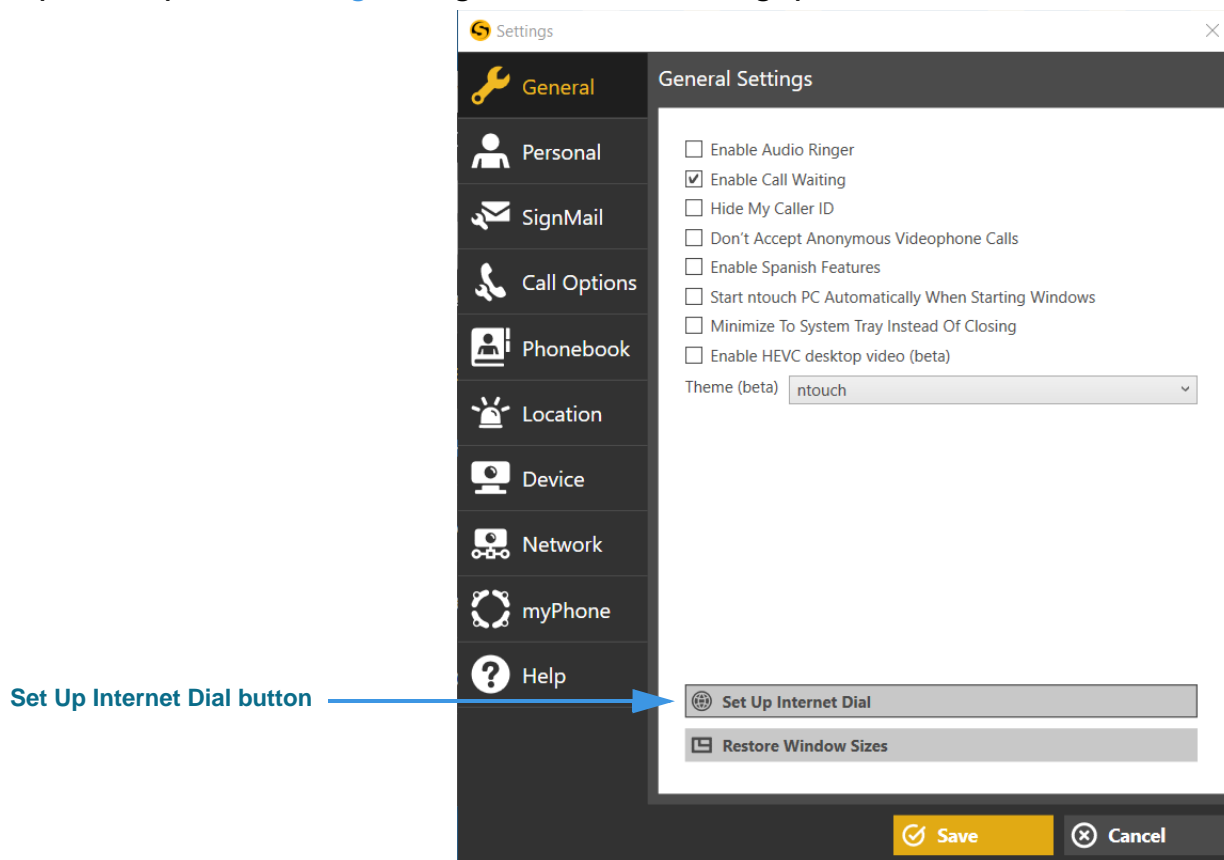 Settings
General
Personal
SignMail
Call Options
Phonebook
Location
Device
Network
myPhone
Help
General Settings
Enable Audio Ringer
Enable Call Waiting
Hide My Caller ID
Don't Accept Anonymous Videophone Calls
Enable Spanish Features
Start ntouch PC Automatically When Starting Windows
Minimize To System Tray Instead Of Closing
Enable HEVC desktop video (beta)
Theme (beta) ntouch
Set Up Internet Dial button
Set Up Internet Dial
Restore Window Sizes
Save Cancel